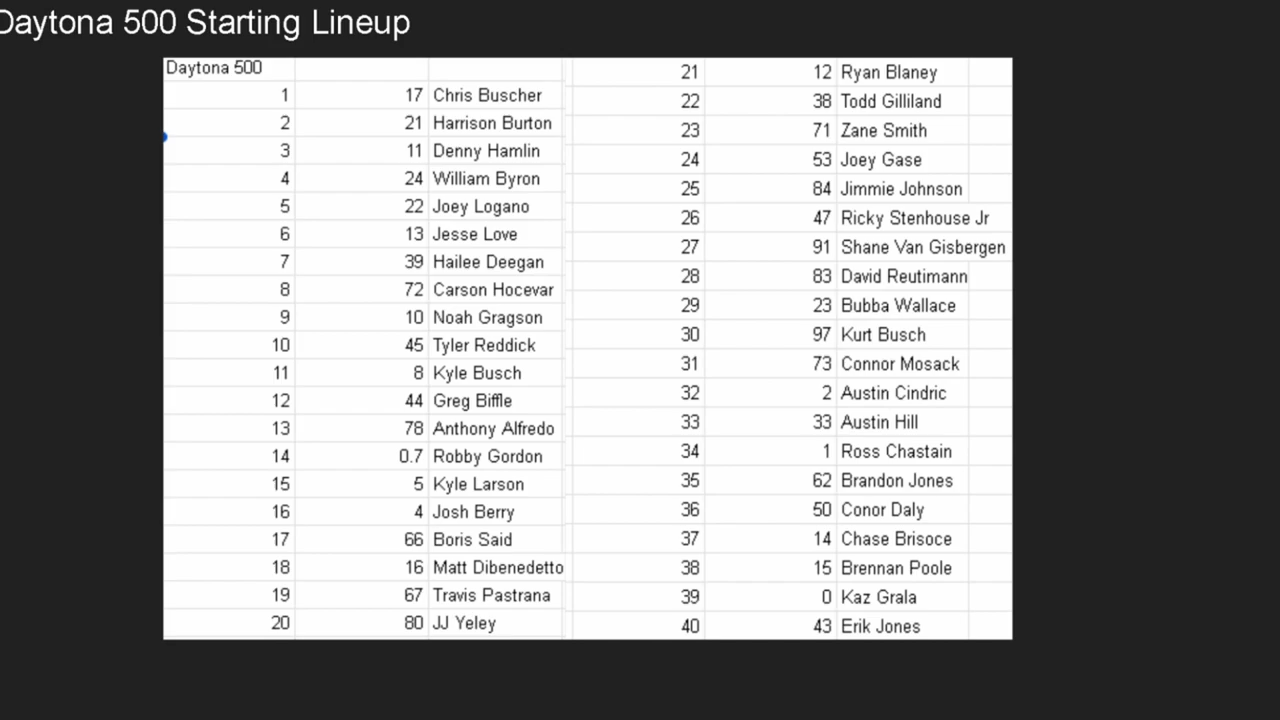 Daytona 500 Starting Lineup
Daytona 500
1 17 Chris Buscher
2 21 Harrison Burton
3 11 Denny Hamlin
4 24 William Byron
5 22 Joey Logano
6 13 Jesse Love
7 39 Hailee Deegan
8 72 Carson Hocevar
9 10 Noah Gragson
10 45 Tyler Reddick
11 8 Kyle Busch
12 44 Greg Biffle
13 78 Anthony Alfredo
14 0.7 Robby Gordon
15 5 Kyle Larson
16 4 Josh Berry
17 66 Boris Said
18 16 Matt Dibenedetto
19 67 Travis Pastrana
20 80 JJ Yeley
21 12 Ryan Blaney
22 38 Todd Gilliland
23 71 Zane Smith
24 53 Joey Gase
25 84 Jimmie Johnson
26 47 Ricky Stenhouse Jr
27 91 Shane Van Gisbergen
28 83 David Reutimann
29 23 Bubba Wallace
30 97 Kurt Busch
31 73 Connor Mosack
32 2 Austin Cindric
33 33 Austin Hill
34 1 Ross Chastain
35 62 Brandon Jones
36 50 Conor Daly
37 14 Chase Brisoce
38 15 Brennan Poole
39 0 Kaz Grala
40 43 Erik Jones